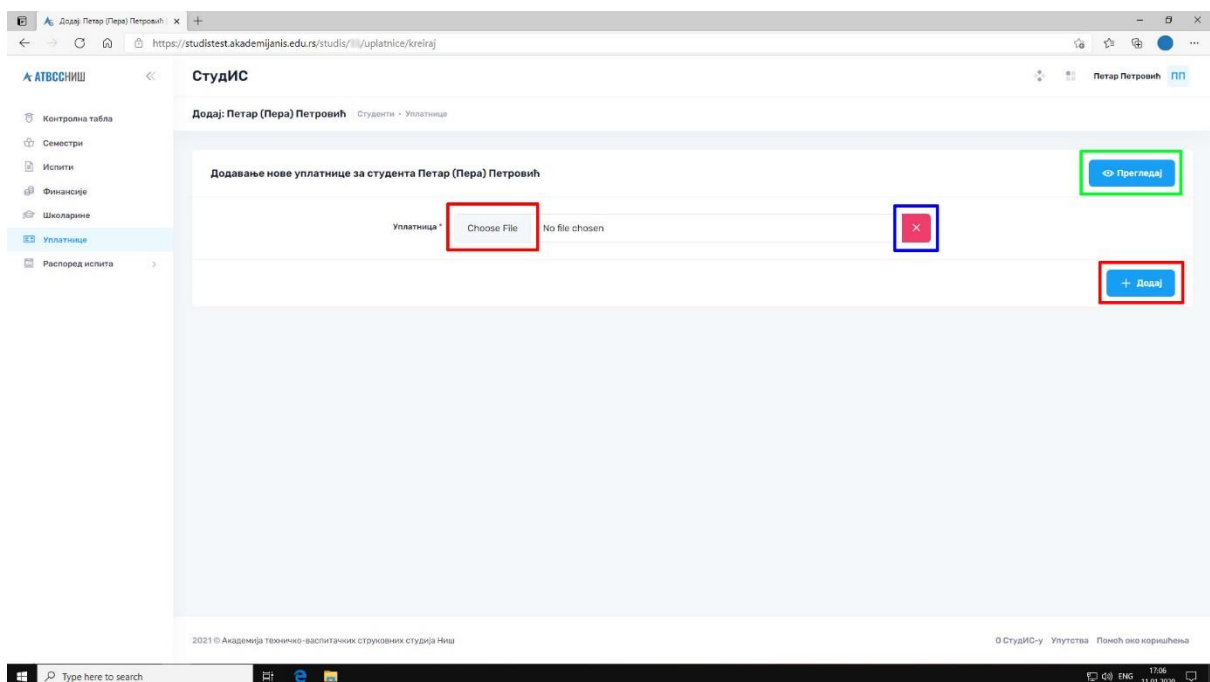 Додај: Петар (Пера) Петровић
https://studistest.akademijanis.edu.rs/studis/ /uplatnice/kreiraj
АТВССНИШ
СтудИС
Петар Петровић ПП
Контролна табла
Семестри
Испити
Финансије
Школарине
Уплатнице
Распоред испита
Додај: Петар (Пера) Петровић Студенти - Уплатнице
Додавање нове уплатнице за студента Петар (Пера) Петровић
Прегледај
Уплатница * Choose File No file chosen
+ Додај
2021 © Академија техничко-васпитачких струковних студија Ниш
О СтудИС-у Упутства Помоћ око коришћења
Type here to search
ENG 17:06
11.01.2020